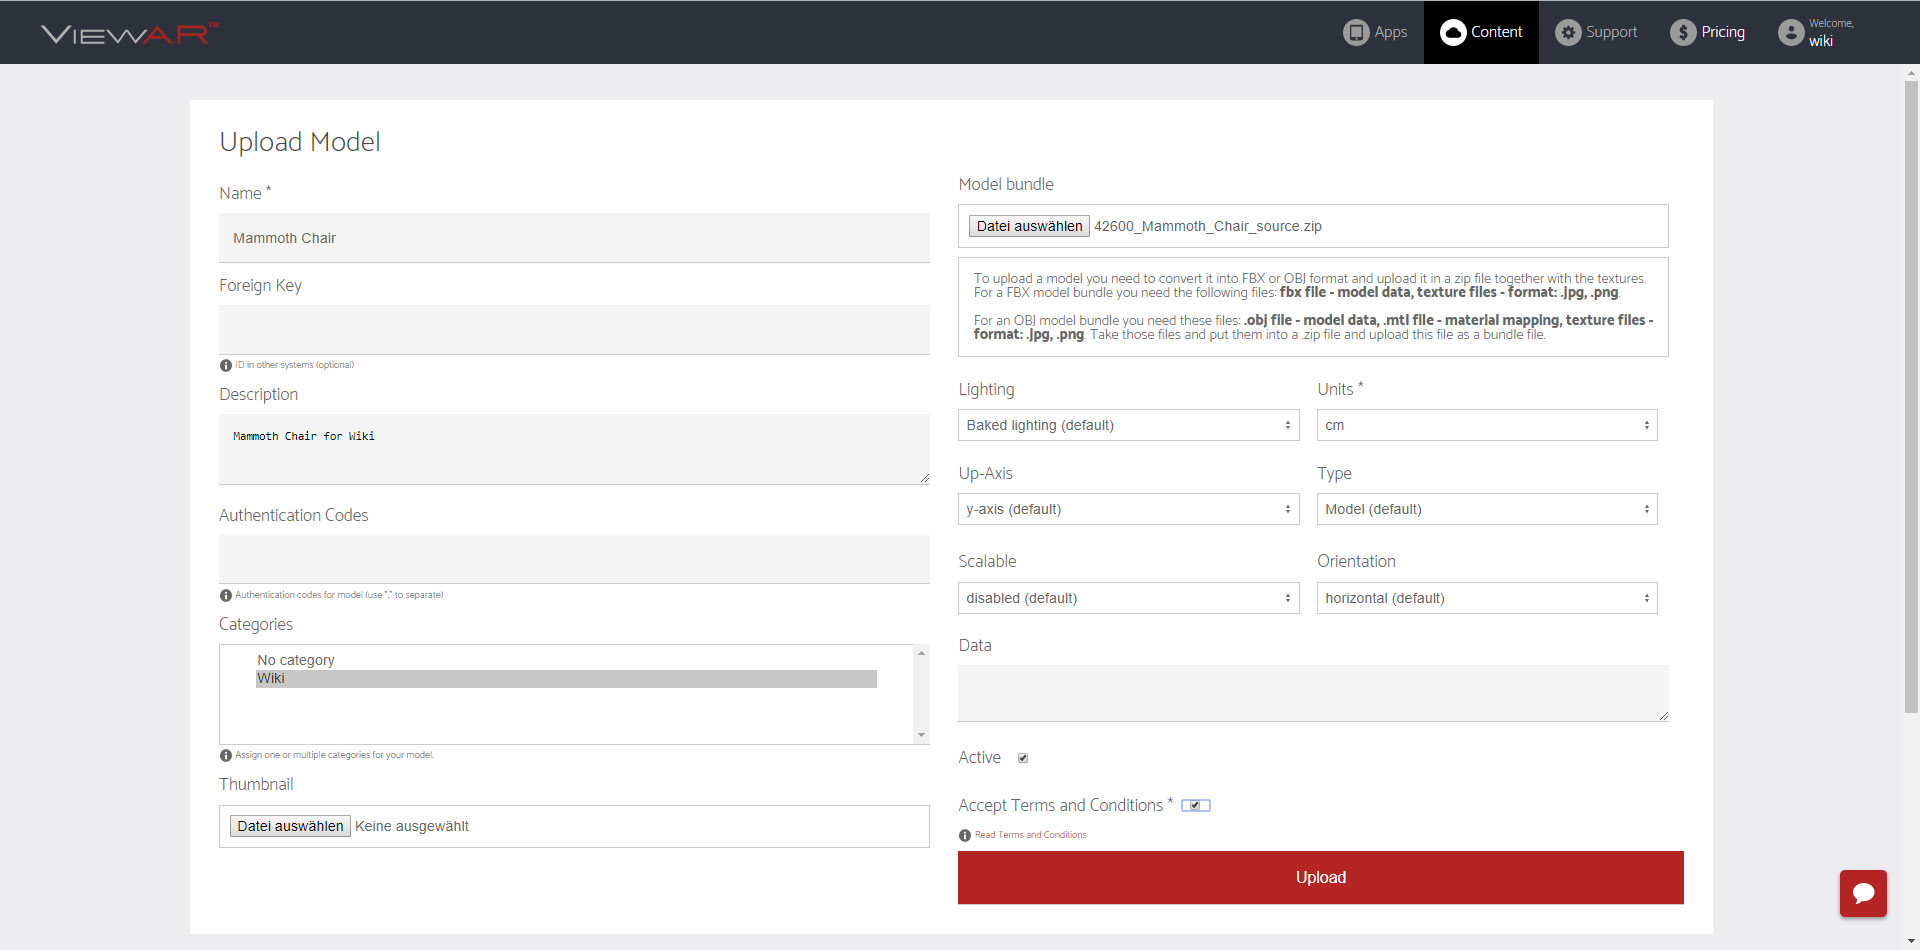 VIEWAR™
Apps
Content
Support
Pricing
Welcome,
wiki
Upload Model
Name *
Mammoth Chair
Foreign Key
ID in other systems (optional)
Description
Mammoth Chair for Wiki
Authentication Codes
Authentication codes for model (use "," to separate)
Categories
No category
Wiki
Assign one or multiple categories for your model.
Thumbnail
Datei auswählen Keine ausgewählt
Model bundle
Datei auswählen 42600_Mammoth_Chair_source.zip
To upload a model you need to convert it into FBX or OBJ format and upload it in a zip file together with the textures.
For a FBX model bundle you need the following files: fbx file - model data, texture files - format: .jpg, .png.
For an OBJ model bundle you need these files: .obj file - model data, .mtl file - material mapping, texture files -
format: .jpg, .png. Take those files and put them into a .zip file and upload this file as a bundle file.
Lighting
Units *
Baked lighting (default)
cm
Up-Axis
Type
y-axis (default)
Model (default)
Scalable
Orientation
disabled (default)
horizontal (default)
Data
Active
Accept Terms and Conditions *
Read Terms and Conditions
Upload